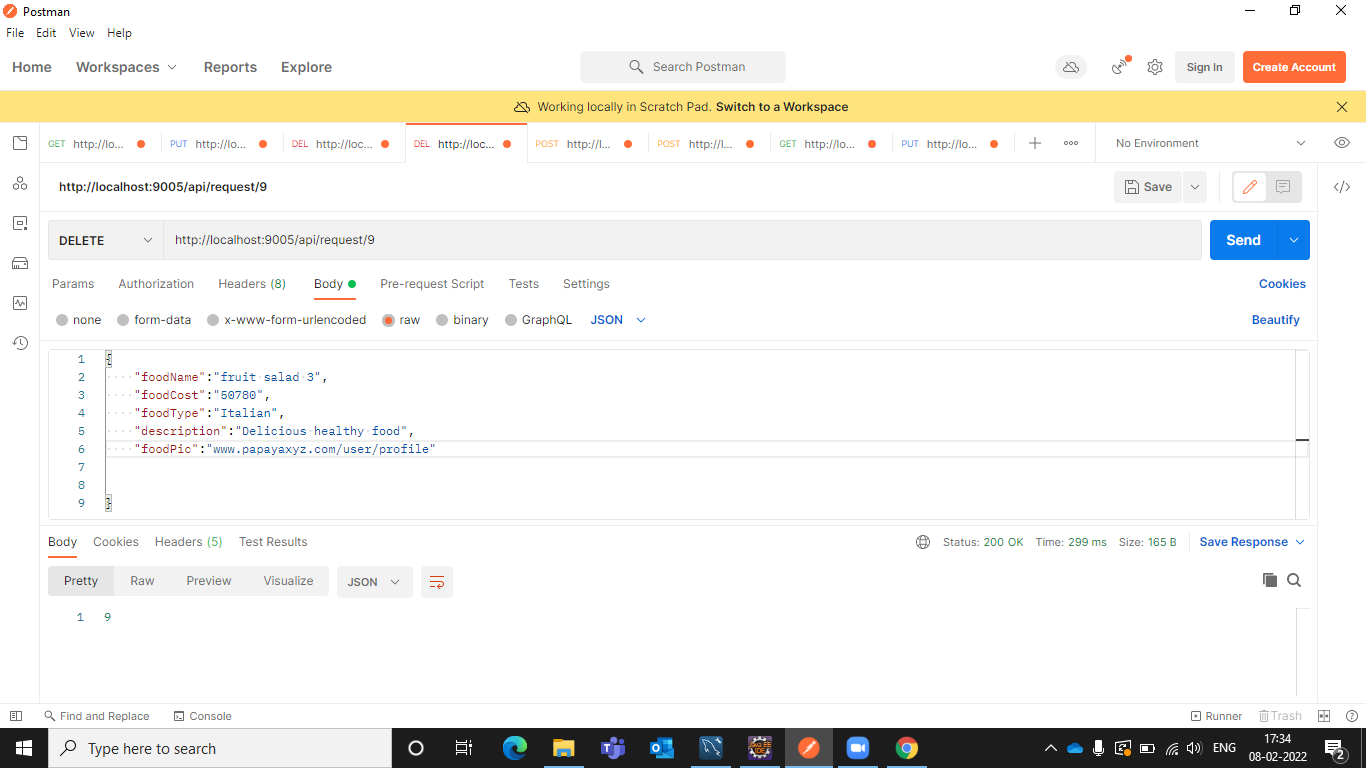 Postman
File Edit View Help
Home Workspaces Reports Explore Search Postman Sign In Create Account
Working locally in Scratch Pad. Switch to a Workspace
GET http://lo... PUT http://lo... DEL http://loc... DEL http://loc... POST http://l... POST http://l... GET http://lo... PUT http://lo... No Environment
http://localhost:9005/api/request/9 Save
DELETE http://localhost:9005/api/request/9 Send
Params Authorization Headers (8) Body Pre-request Script Tests Settings Cookies
none form-data x-www-form-urlencoded raw binary GraphQL JSON Beautify
1 {
2 "foodName":"fruit salad 3",
3 "foodCost":"50780",
4 "foodType":"Italian",
5 "description":"Delicious healthy food",
6 "foodPic":"www.papayaxyz.com/user/profile"
7
8
9 }
Body Cookies Headers (5) Test Results Status: 200 OK Time: 299 ms Size: 165 B Save Response
Pretty Raw Preview Visualize JSON
1 9
Find and Replace Console Runner Trash
Type here to search ENG 17:34
08-02-2022 2